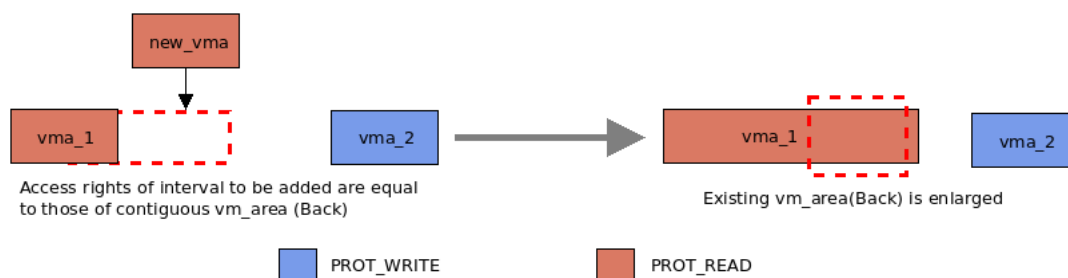 new_vma
vma_1
vma_2
vma_1
vma_2
Access rights of interval to be added are equal
to those of contiguous vm_area (Back)
Existing vm_area(Back) is enlarged
PROT_WRITE
PROT_READ